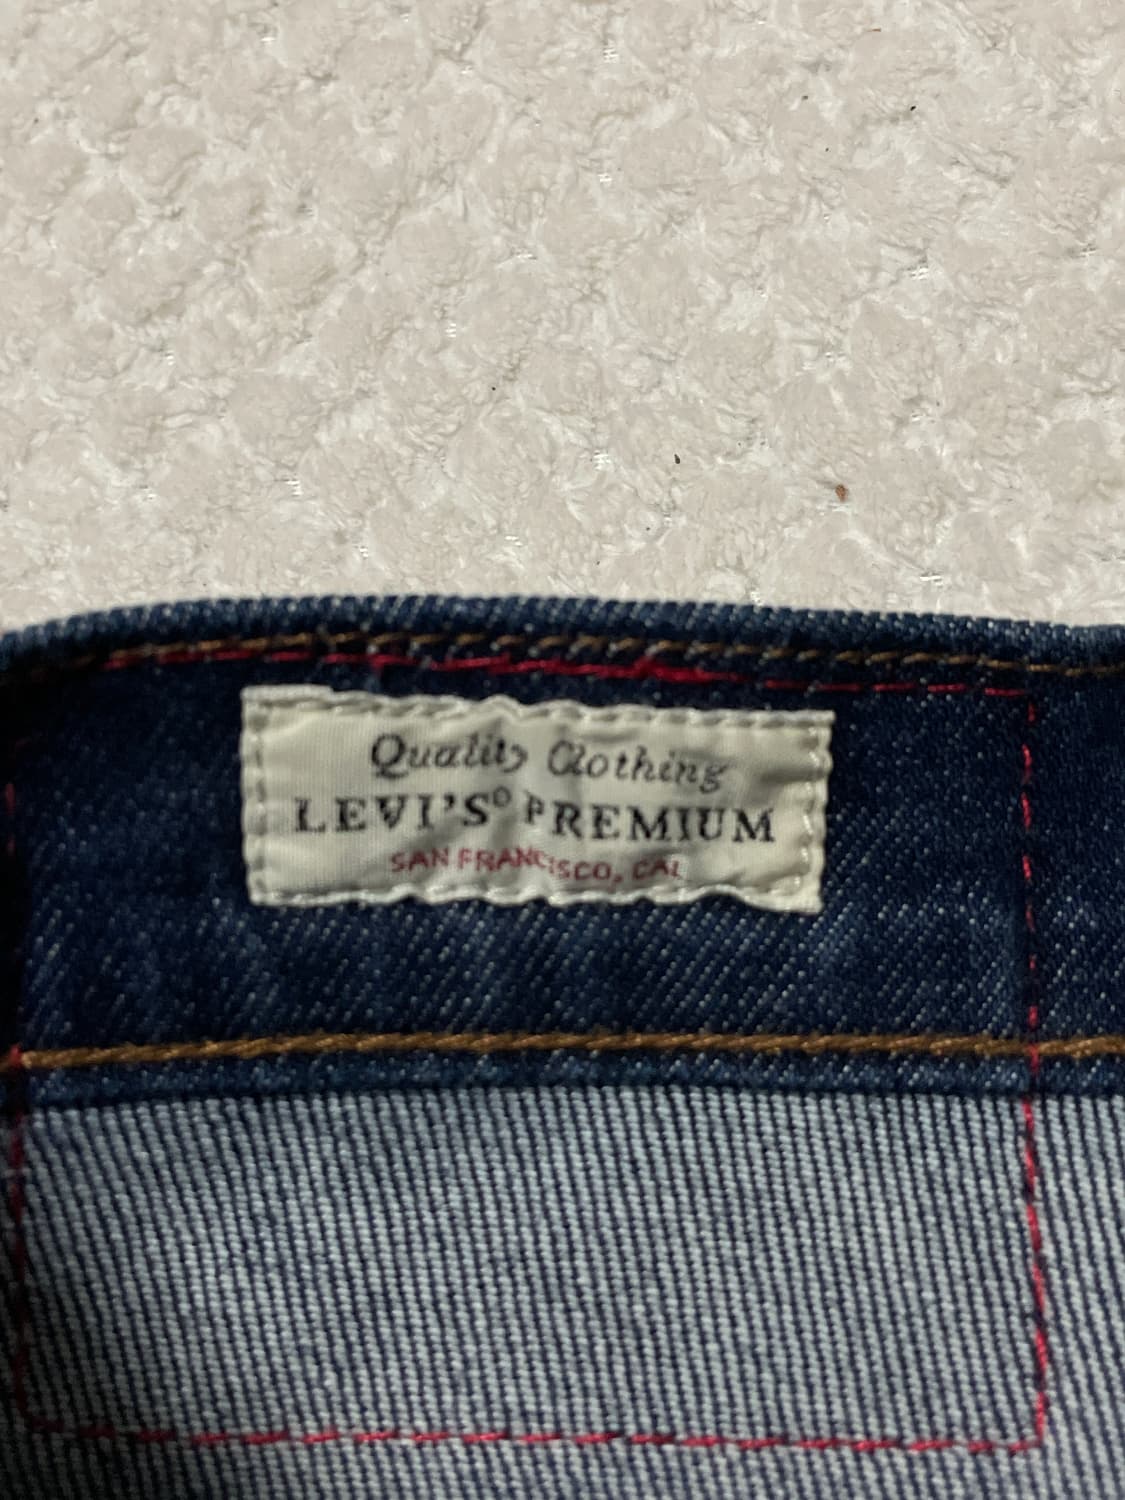 Quality Clothing
LEVI'S® PREMIUM
SAN FRANCISCO, CAL